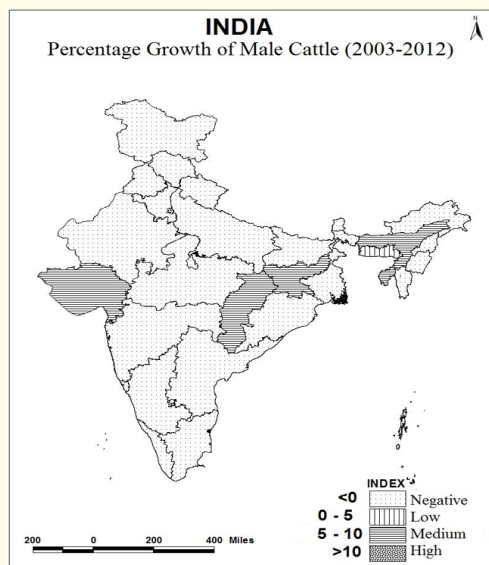 INDIA
Percentage Growth of Male Cattle (2003-2012)
N
INDEX
<0 Negative
0 - 5 Low
5 - 10 Medium
>10 High
200 0 200 400 Miles